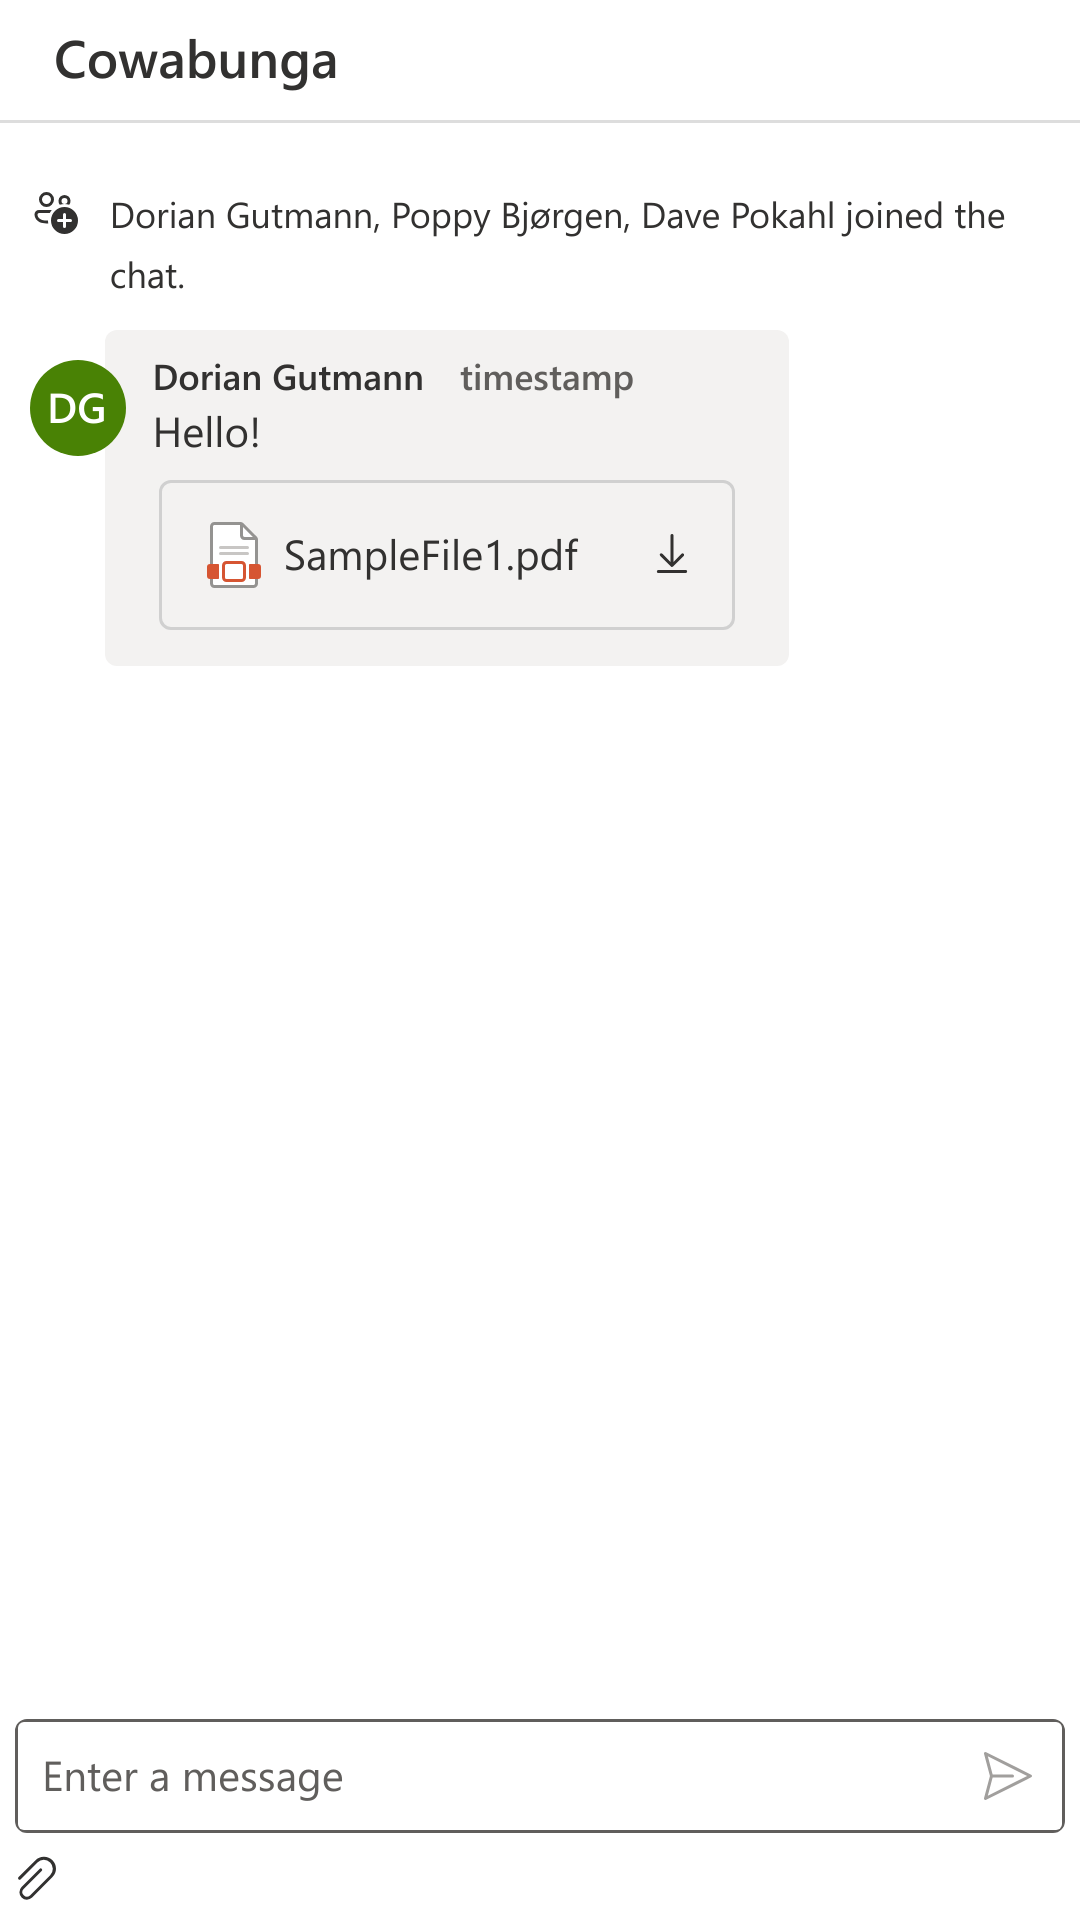 Cowabunga
Dorian Gutmann, Poppy Bjørgen, Dave Pokahl joined the
chat.
DG
Dorian Gutmann timestamp
Hello!
SampleFile1.pdf
Enter a message